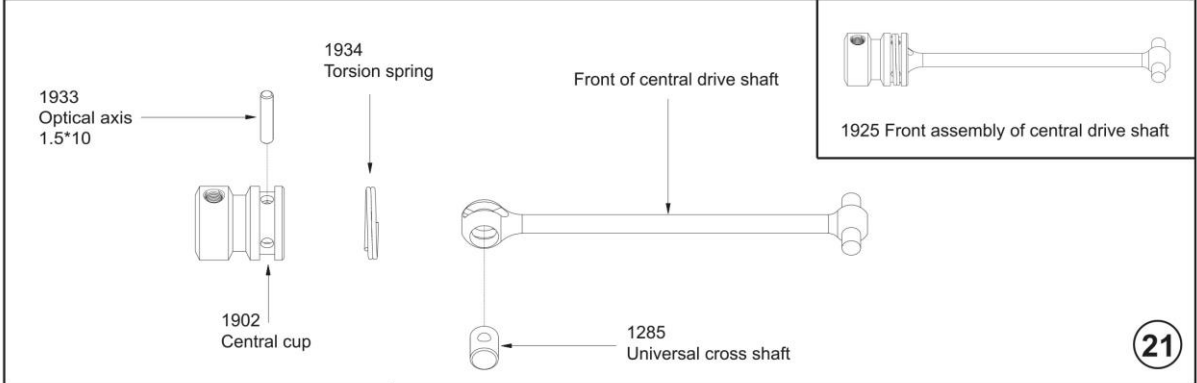 1934
Torsion spring
1933
Optical axis
1.5*10
Front of central drive shaft
1925 Front assembly of central drive shaft
1902
Central cup
1285
Universal cross shaft
21